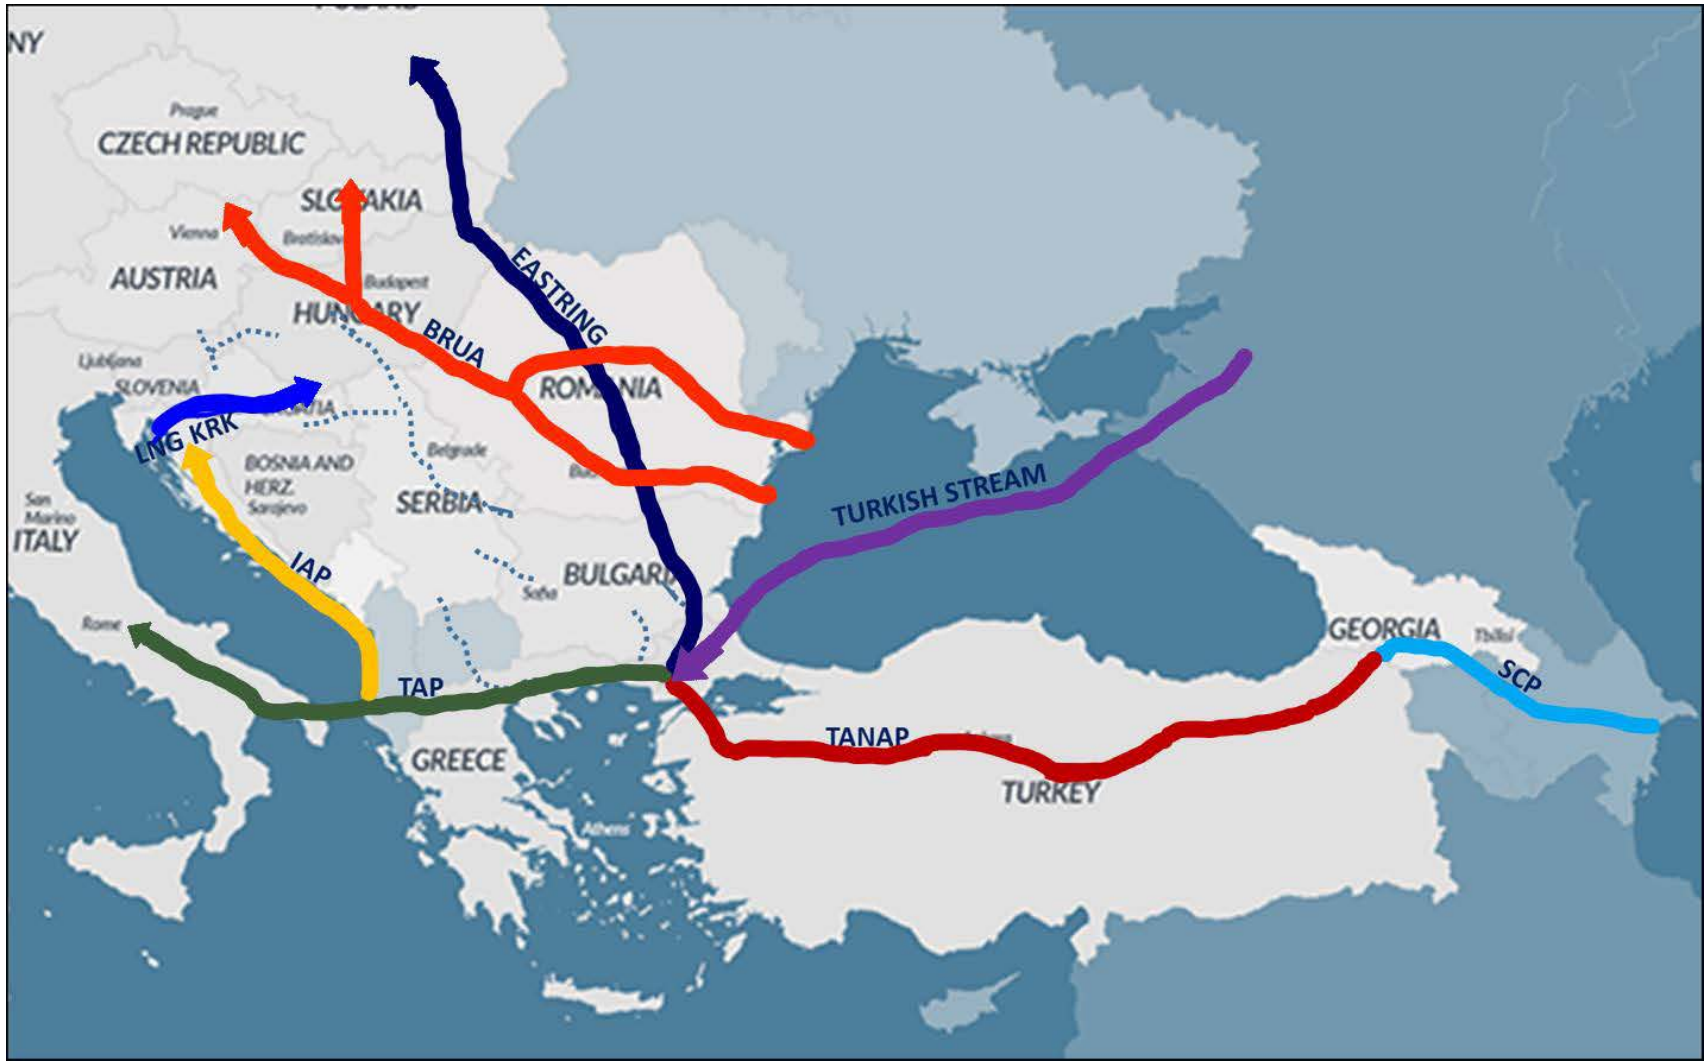 NY
Prague
CZECH REPUBLIC
SLOVAKIA
Vienna
AUSTRIA
Budapest
HUNGARY
EASTRING
BRUA
Ljubljana
SLOVENIA
ROMANIA
LNG KRK
Belgrade
BOSNIA AND
HERZ.
Sarajevo
SERBIA
TURKISH STREAM
San
Marino
ITALY
IAP
BULGARI
Sofia
Rome
GEORGIA
Tbilisi
SCP
TAP
TANAP
GREECE
TURKEY
Athens